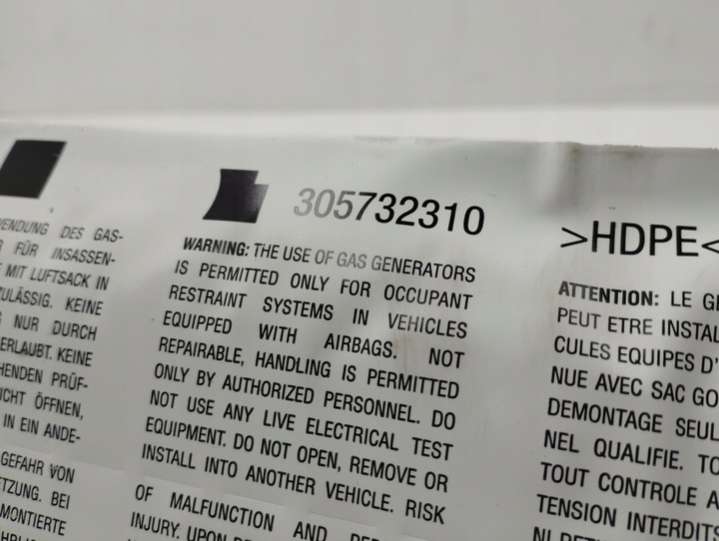 ENDUNG DES GAS-
FÜR INSASSEN-
MIT LUFTSACK IN
ZULÄSSIG. KEINE
NUR DURCH
ERLAUBT. KEINE
HENDEN PRÜF-
ICHT ÖFFNEN,
IN EIN ANDE-
GEFAHR VON
TZUNG. BEI
MONTIERTE
305732310
WARNING: THE USE OF GAS GENERATORS
IS PERMITTED ONLY FOR OCCUPANT
RESTRAINT SYSTEMS IN VEHICLES
EQUIPPED WITH AIRBAGS. NOT
REPAIRABLE, HANDLING IS PERMITTED
ONLY BY AUTHORIZED PERSONNEL. DO
NOT USE ANY LIVE ELECTRICAL TEST
EQUIPMENT. DO NOT OPEN, REMOVE OR
INSTALL INTO ANOTHER VEHICLE. RISK
OF MALFUNCTION AND
INJURY. UPON
>HDPE<
ATTENTION: LE G
PEUT ETRE INSTAL
CULES EQUIPES D'
NUE AVEC SAC GO
DEMONTAGE SEUL
NEL QUALIFIE. TO
TOUT CONTROLE A
TENSION INTERDITS